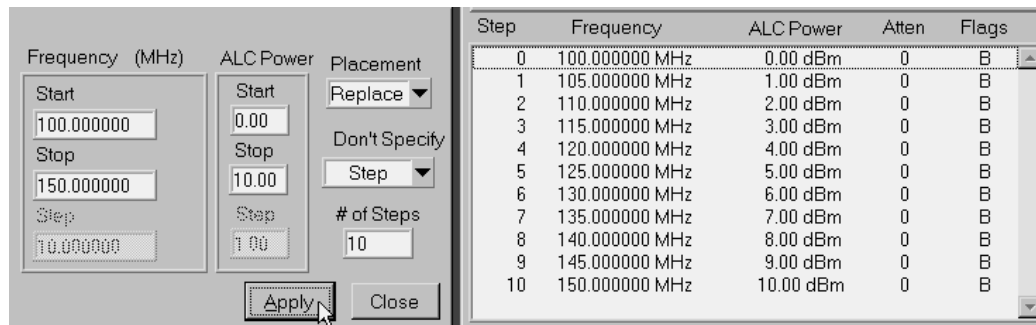 Frequency (MHz)
Start
100.000000
Stop
150.000000
Step
10.000000
ALC Power
Start
0.00
Stop
10.00
Step
1.00
Placement
Replace
Don't Specify
Step
# of Steps
10
Apply
Close
Step Frequency ALC Power Atten Flags
0 100.000000 MHz 0.00 dBm 0 B
1 105.000000 MHz 1.00 dBm 0 B
2 110.000000 MHz 2.00 dBm 0 B
3 115.000000 MHz 3.00 dBm 0 B
4 120.000000 MHz 4.00 dBm 0 B
5 125.000000 MHz 5.00 dBm 0 B
6 130.000000 MHz 6.00 dBm 0 B
7 135.000000 MHz 7.00 dBm 0 B
8 140.000000 MHz 8.00 dBm 0 B
9 145.000000 MHz 9.00 dBm 0 B
10 150.000000 MHz 10.00 dBm 0 B